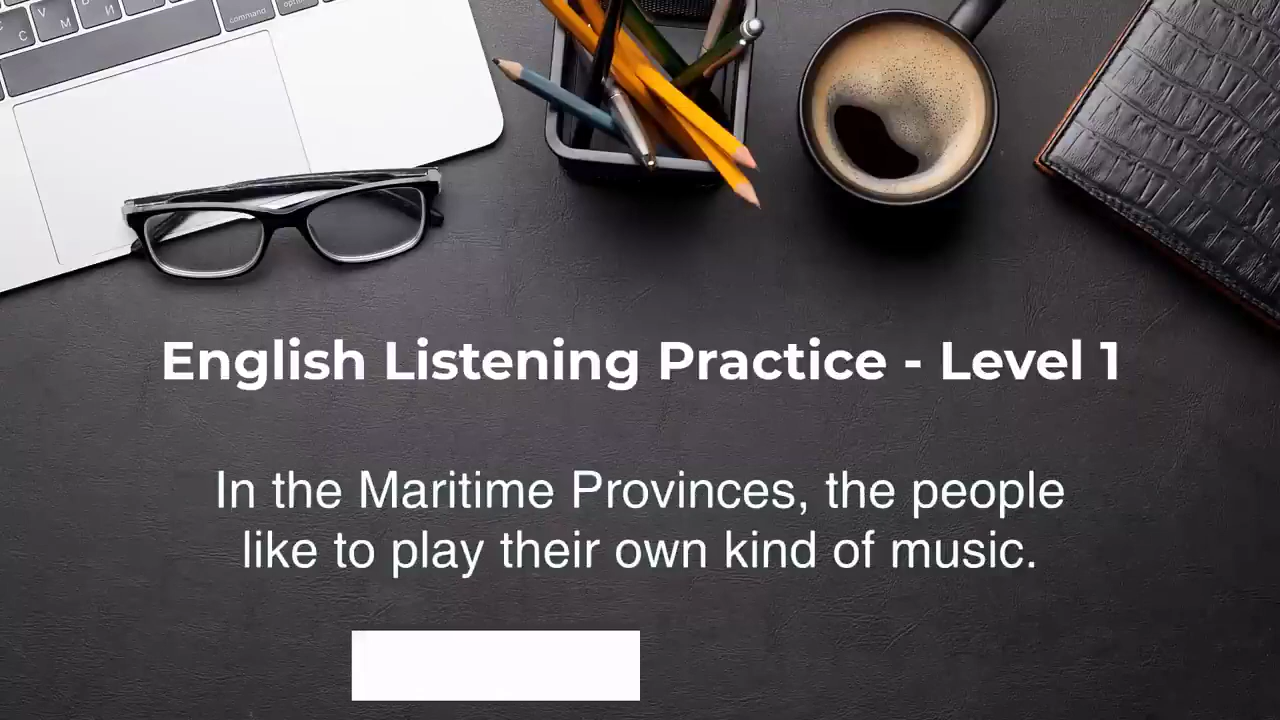 command
English Listening Practice - Level 1
In the Maritime Provinces, the people
like to play their own kind of music.